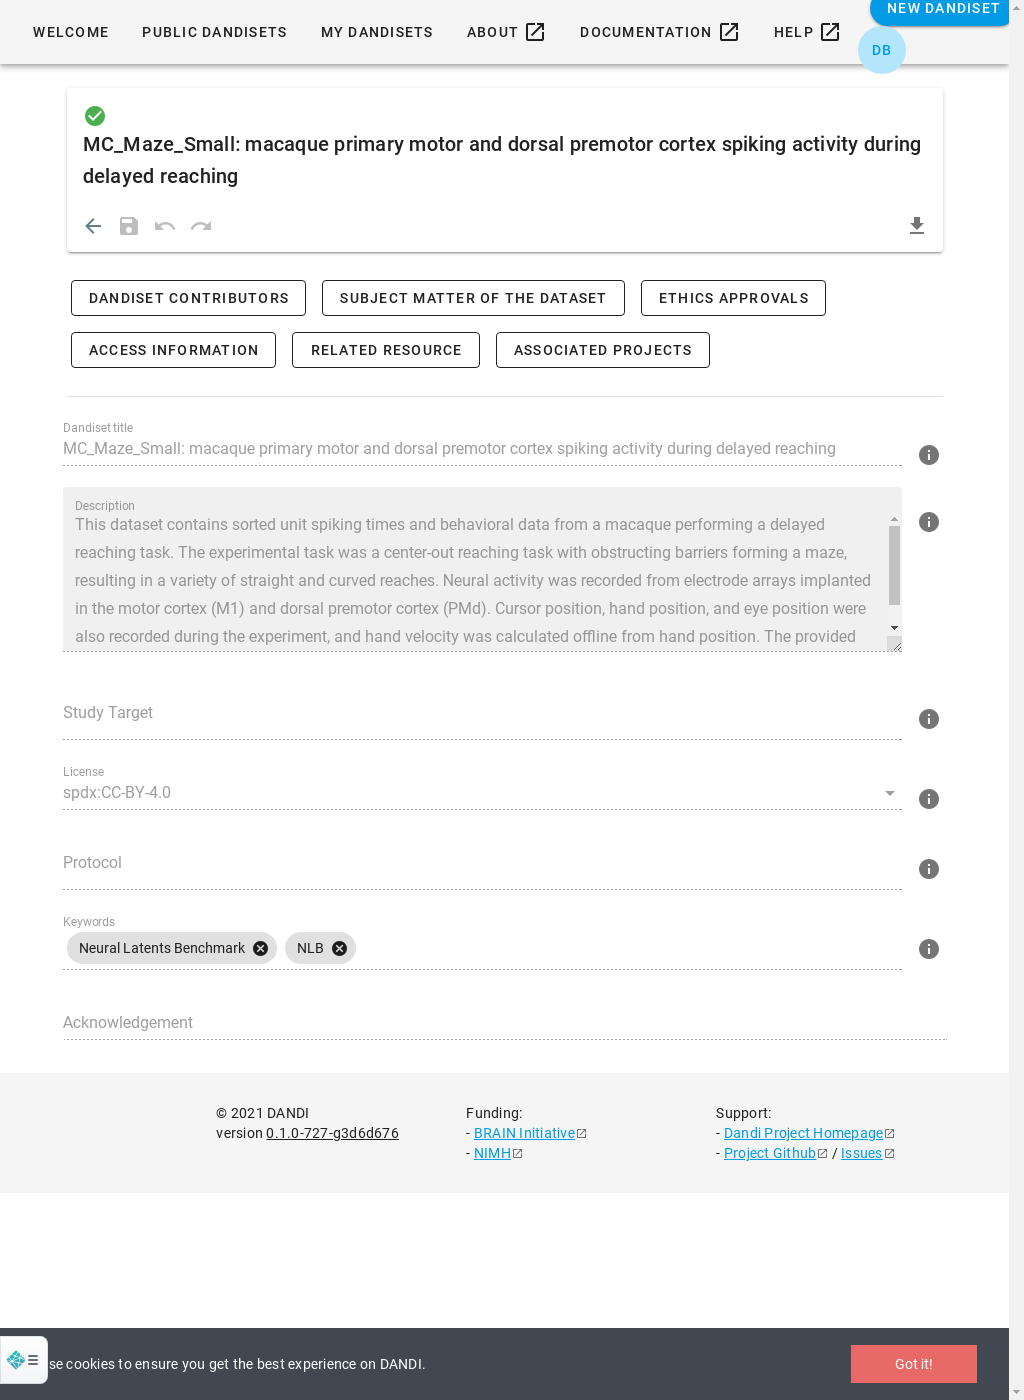 NEW DANDISET
WELCOME PUBLIC DANDISETS MY DANDISETS ABOUT DOCUMENTATION HELP
DB
MC_Maze_Small: macaque primary motor and dorsal premotor cortex spiking activity during
delayed reaching
DANDISET CONTRIBUTORS SUBJECT MATTER OF THE DATASET ETHICS APPROVALS
ACCESS INFORMATION RELATED RESOURCE ASSOCIATED PROJECTS
Dandiset title
MC_Maze_Small: macaque primary motor and dorsal premotor cortex spiking activity during delayed reaching
Description
This dataset contains sorted unit spiking times and behavioral data from a macaque performing a delayed
reaching task. The experimental task was a center-out reaching task with obstructing barriers forming a maze,
resulting in a variety of straight and curved reaches. Neural activity was recorded from electrode arrays implanted
in the motor cortex (M1) and dorsal premotor cortex (PMd). Cursor position, hand position, and eye position were
also recorded during the experiment, and hand velocity was calculated offline from hand position. The provided
Study Target
License
spdx:CC-BY-4.0
Protocol
Keywords
Neural Latents Benchmark NLB
Acknowledgement
© 2021 DANDI Funding: Support:
version 0.1.0-727-g3d6d676 - BRAIN Initiative - Dandi Project Homepage
- NIMH - Project Github / Issues
se cookies to ensure you get the best experience on DANDI. Got it!